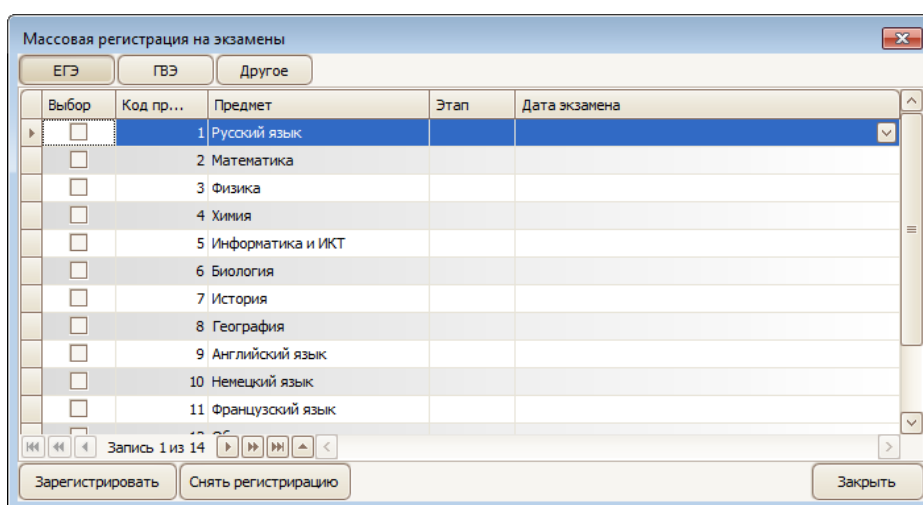 Массовая регистрация на экзамены
ЕГЭ ГВЭ Другое
Выбор Код пр... Предмет Этап Дата экзамена
1 Русский язык
2 Математика
3 Физика
4 Химия
5 Информатика и ИКТ
6 Биология
7 История
8 География
9 Английский язык
10 Немецкий язык
11 Французский язык
Запись 1 из 14
Зарегистрировать Снять регистрирацию Закрыть